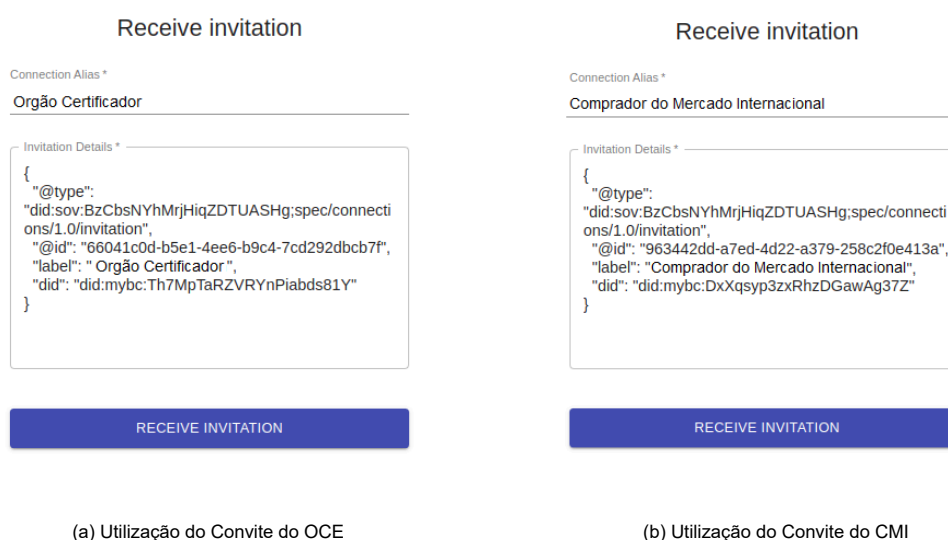 Receive invitation
Connection Alias *
Orgão Certificador
Invitation Details *
{
"@type":
"did:sov:BzCbsNYhMrjHiqZDTUASHg;spec/connecti
ons/1.0/invitation",
"@id": "66041c0d-b5e1-4ee6-b9c4-7cd292dbcb7f",
"label": " Orgão Certificador ",
"did": "did:mybc:Th7MpTaRZVRYnPiabds81Y"
}
RECEIVE INVITATION
(a) Utilização do Convite do OCE
Receive invitation
Connection Alias *
Comprador do Mercado Internacional
Invitation Details *
{
"@type":
"did:sov:BzCbsNYhMrjHiqZDTUASHg;spec/connecti
ons/1.0/invitation",
"@id": "963442dd-a7ed-4d22-a379-258c2f0e413a",
"label": "Comprador do Mercado Internacional",
"did": "did:mybc:DxXqsyp3zxRhzDGawAg37Z"
}
RECEIVE INVITATION
(b) Utilização do Convite do CMI